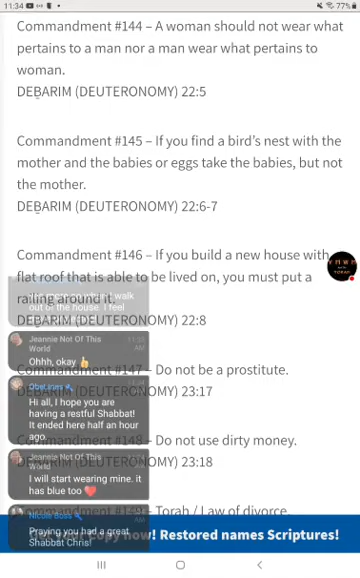 11:34
77%
Commandment #144 – A woman should not wear what
pertains to a man nor a man wear what pertains to
woman.
DEḆARIM (DEUTERONOMY) 22:5
Commandment #145 – If you find a bird's nest with the
mother and the babies or eggs take the babies, but not
the mother.
DEḆARIM (DEUTERONOMY) 22:6-7
Commandment #146 – If you build a new house with
flat roof that is able to be lived on, you must put a
railing around it.
DEḆARIM (DEUTERONOMY) 22:8
walk
out of the house. I feel
Jeannie Not Of This
World
Ohhh, okay 👍
Commandment #147 – Do not be a prostitute.
DEḆARIM (DEUTERONOMY) 23:17
Hi all, I hope you are
having a restful Shabbat!
It ended here half an hour
ago.
Commandment #148 – Do not use dirty money.
DEḆARIM (DEUTERONOMY) 23:18
Jeannie Not Of This
World
I will start wearing mine. it
has blue too ❤️
Commandment #149 – Torah / Law of divorce.
Nicole Boss 🔧
Praying you had a great
Shabbat Chris!
copy now! Restored names Scriptures!
Y M W M
TORAH